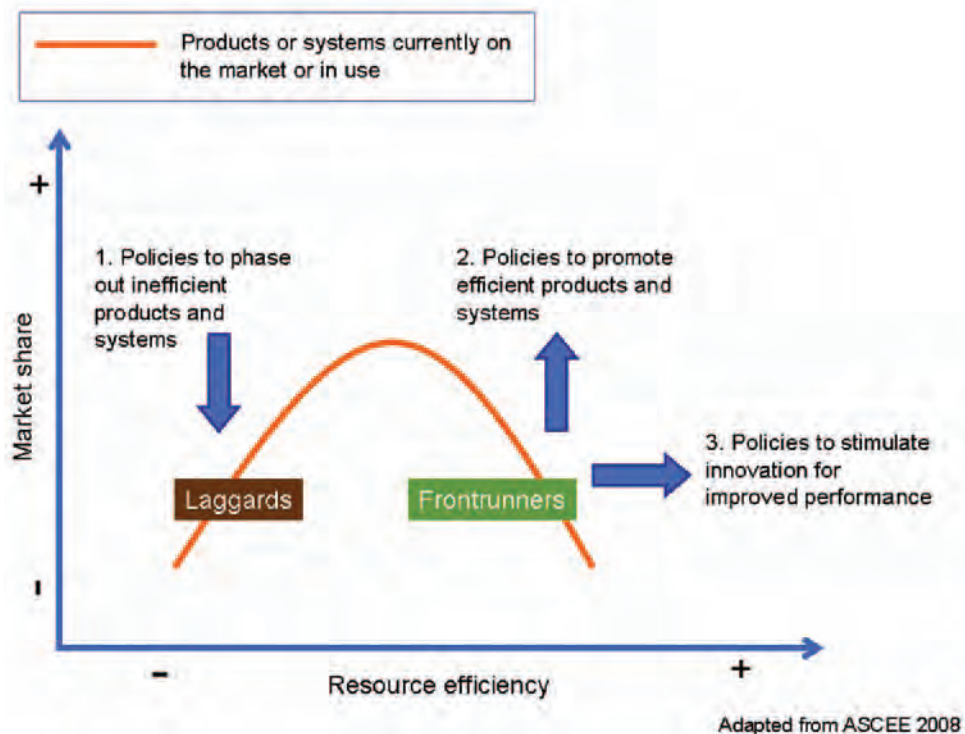 Products or systems currently on
the market or in use
+
1. Policies to phase
out inefficient
products and
systems
2. Policies to promote
efficient products and
systems
Market share
3. Policies to stimulate
innovation for
improved performance
Laggards
Frontrunners
-
-
Resource efficiency
+
Adapted from ASCEE 2008